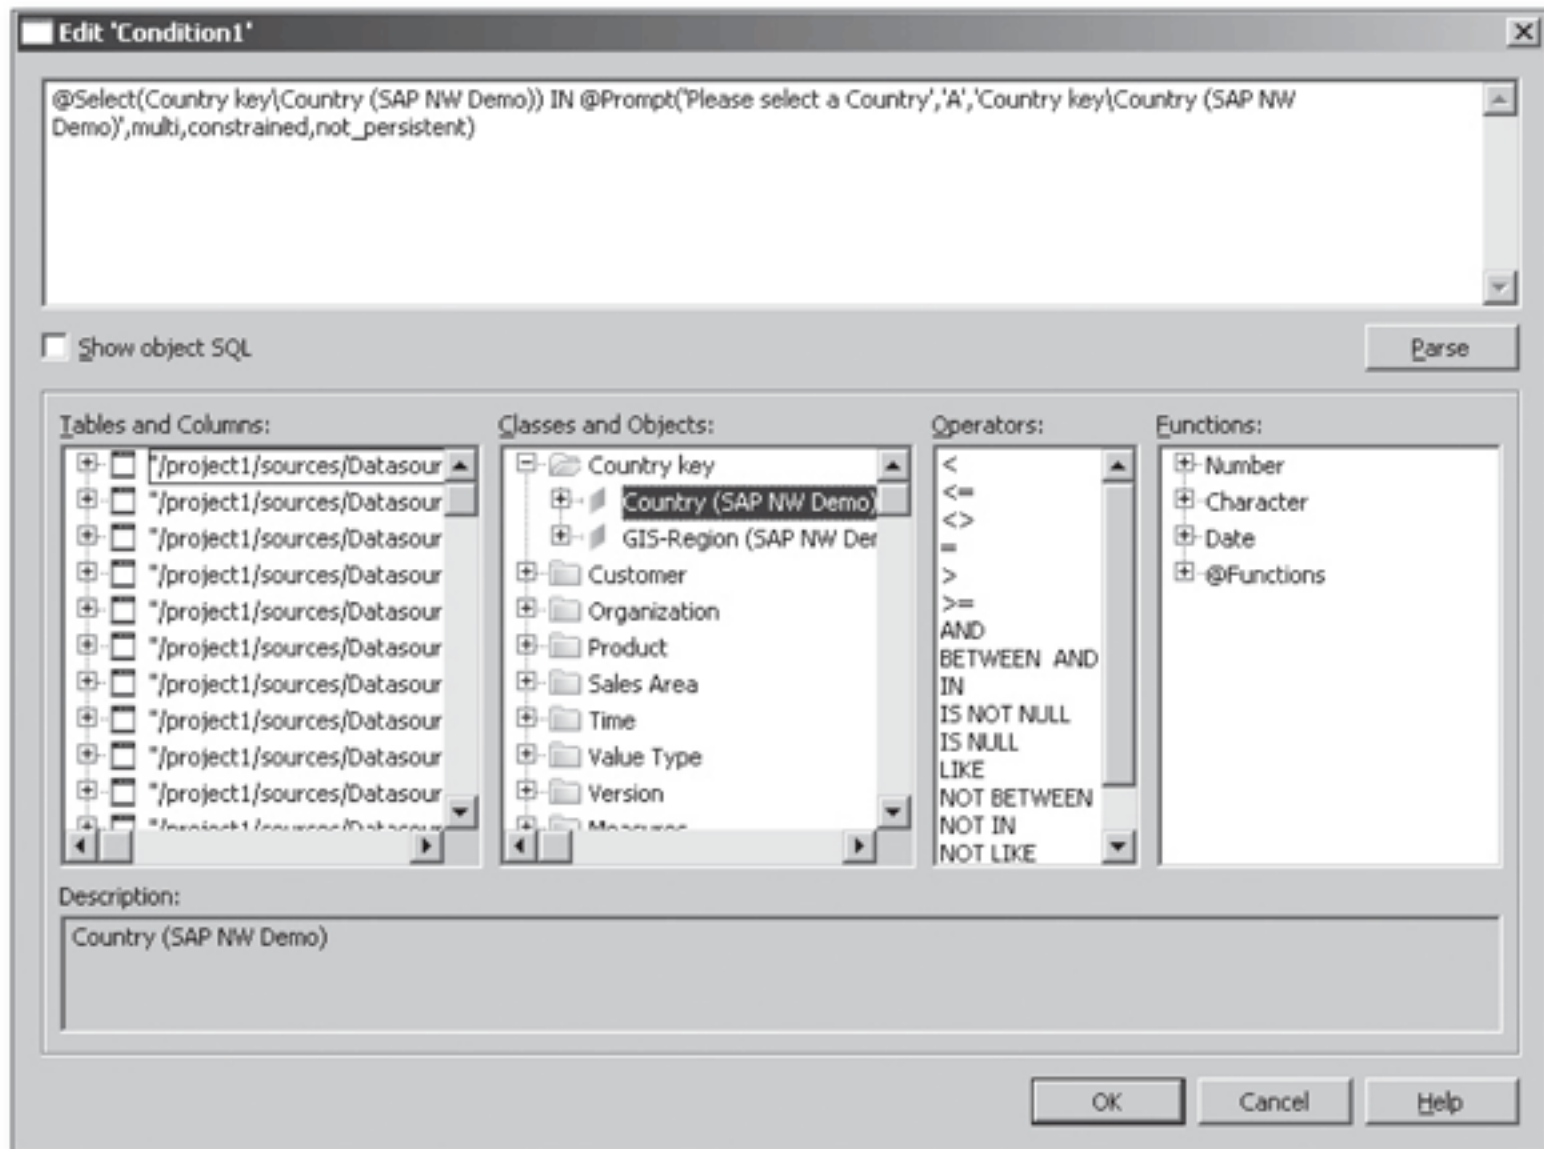 Edit 'Condition1'
@Select(Country key\Country (SAP NW Demo)) IN @Prompt('Please select a Country','A','Country key\Country (SAP NW
Demo)',multi,constrained,not_persistent)
Show object SQL
Parse
Tables and Columns:
"/project1/sources/Datasour
"/project1/sources/Datasour
"/project1/sources/Datasour
"/project1/sources/Datasour
"/project1/sources/Datasour
"/project1/sources/Datasour
"/project1/sources/Datasour
"/project1/sources/Datasour
"/project1/sources/Datasour
"/project1/sources/Datasour
"/project1/sources/Datasour
Classes and Objects:
Country key
Country (SAP NW Demo)
GIS-Region (SAP NW Der
Customer
Organization
Product
Sales Area
Time
Value Type
Version
Measures
Operators:
<
<=
<>
=
>
>=
AND
BETWEEN AND
IN
IS NOT NULL
IS NULL
LIKE
NOT BETWEEN
NOT IN
NOT LIKE
Functions:
Number
Character
Date
@Functions
Description:
Country (SAP NW Demo)
OK
Cancel
Help